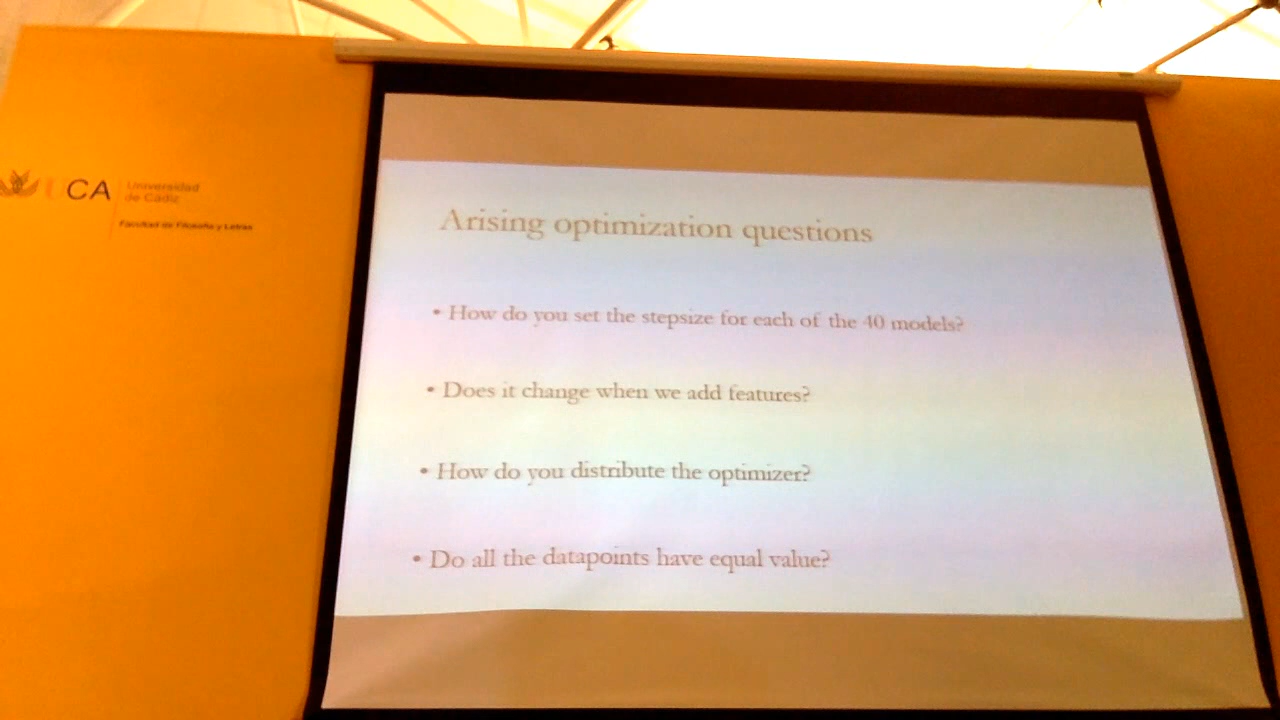 UCA
Universidad
de Cádiz
Facultad de Filosofía y Letras
Arising optimization questions
• How do you set the stepsize for each of the 40 models?
• Does it change when we add features?
• How do you distribute the optimizer?
• Do all the datapoints have equal value?